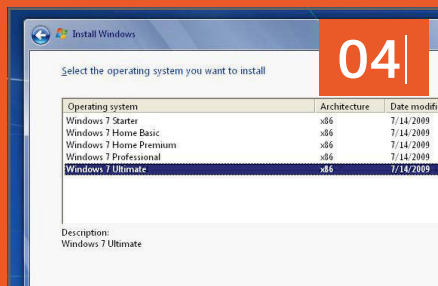 Install Windows
04
Select the operating system you want to install
Operating system Architecture Date modifi
Windows 7 Starter x86 7/14/2009
Windows 7 Home Basic x86 7/14/2009
Windows 7 Home Premium x86 7/14/2009
Windows 7 Professional x86 7/14/2009
Windows 7 Ultimate x86 7/14/2009
Description:
Windows 7 Ultimate